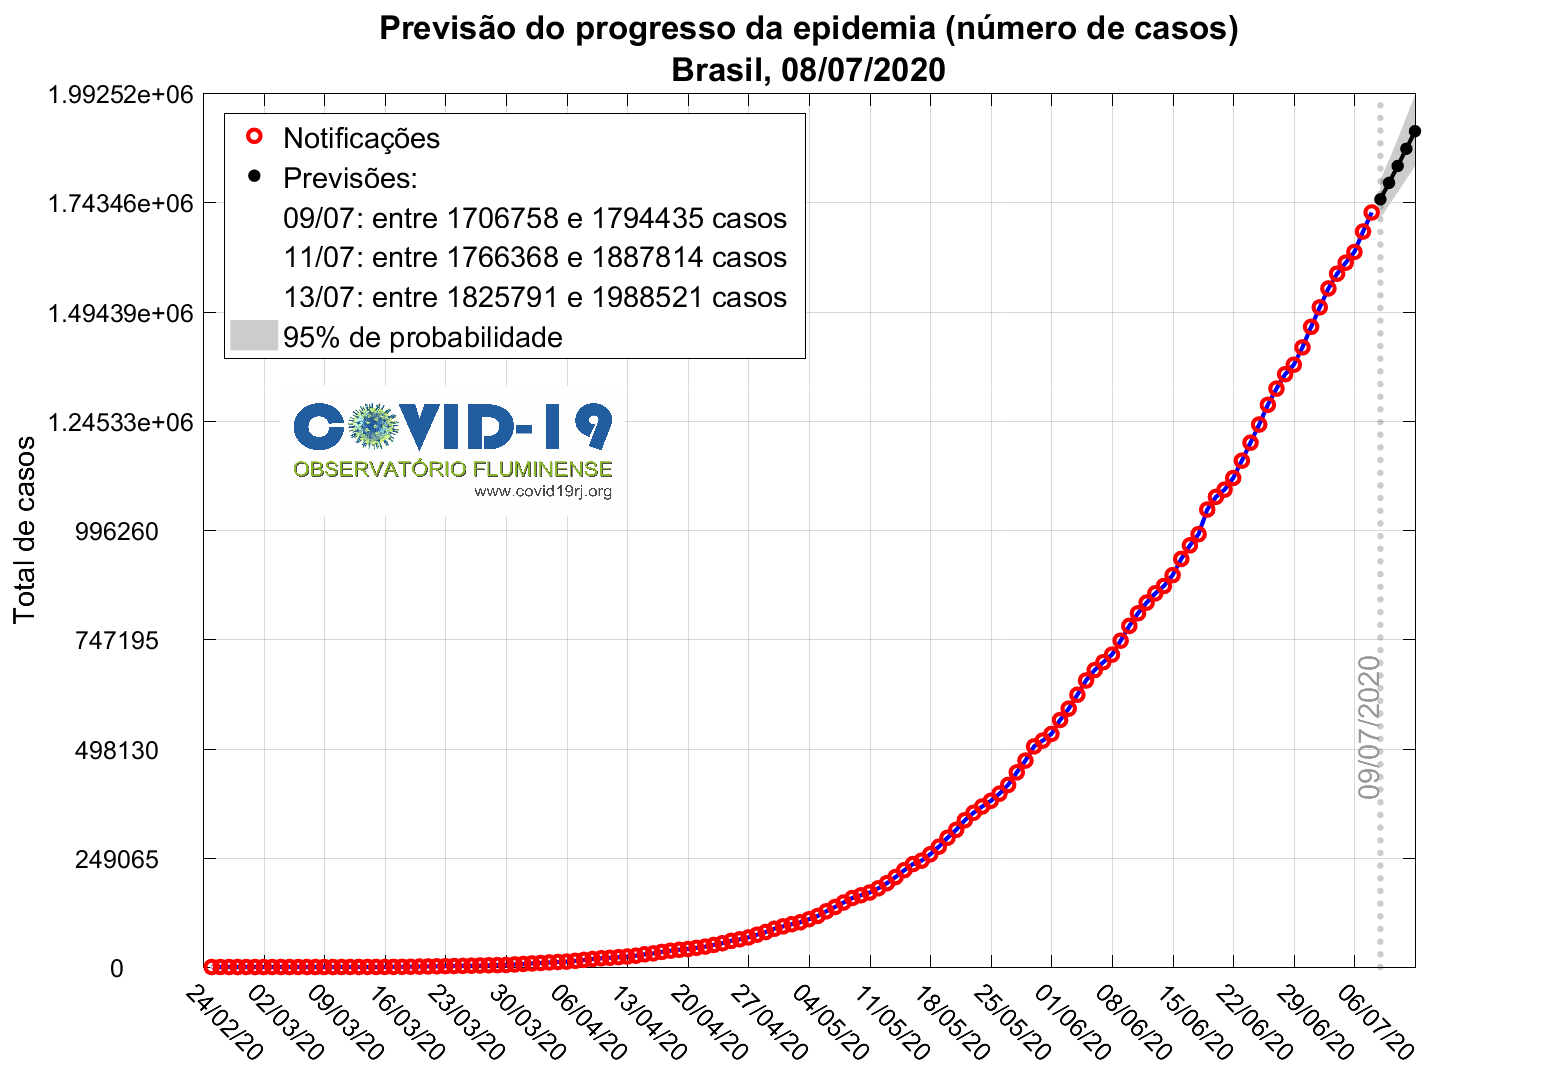 Previsão do progresso da epidemia (número de casos)
Brasil, 08/07/2020
1.99252e+06
1.74346e+06
1.49439e+06
1.24533e+06
996260
747195
498130
249065
0
Total de casos
Notificações
Previsões:
09/07: entre 1706758 e 1794435 casos
11/07: entre 1766368 e 1887814 casos
13/07: entre 1825791 e 1988521 casos
95% de probabilidade
COVID-19
OBSERVATÓRIO FLUMINENSE
www.covid19rj.org
09/07/2020
24/02/20
02/03/20
09/03/20
16/03/20
23/03/20
30/03/20
06/04/20
13/04/20
20/04/20
27/04/20
04/05/20
11/05/20
18/05/20
25/05/20
01/06/20
08/06/20
15/06/20
22/06/20
29/06/20
06/07/20